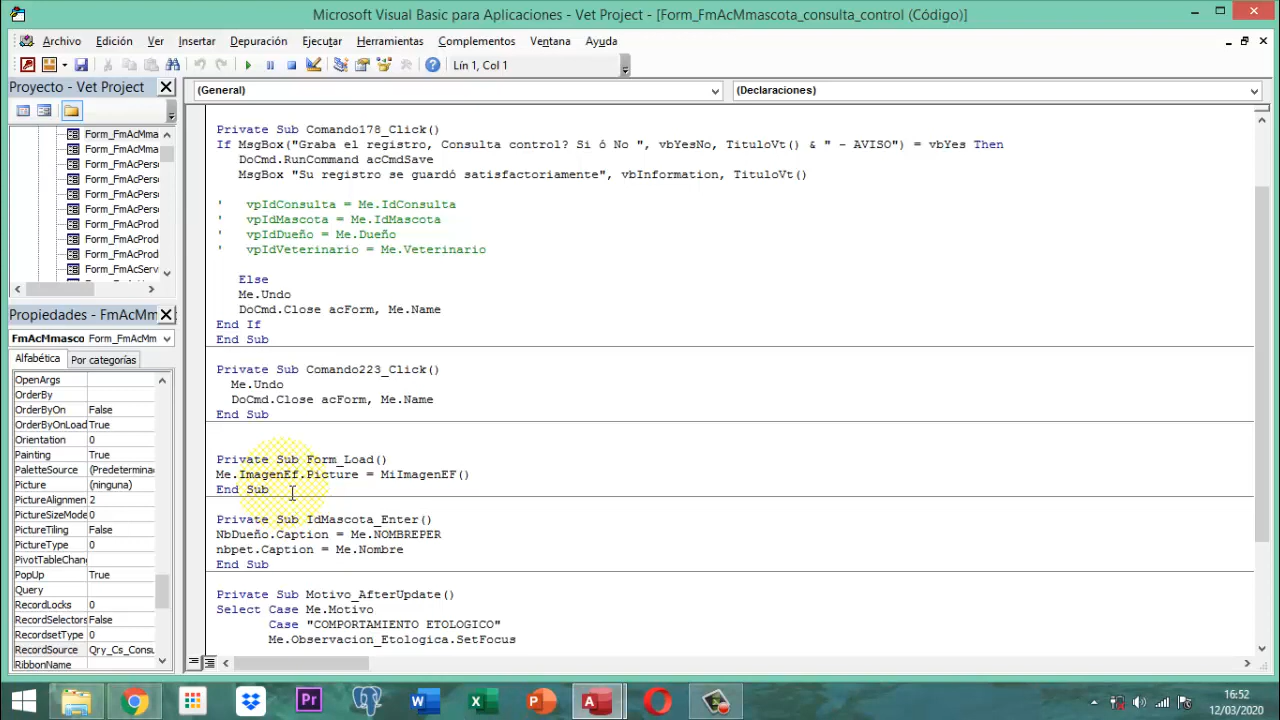 Microsoft Visual Basic para Aplicaciones - Vet Project - [Form_FmAcMmascota_consulta_control (Código)]
Archivo Edición Ver Insertar Formato Depuración Ejecutar Herramientas Complementos Ventana Ayuda
Lín 1, Col 1
Proyecto - Vet Project
(General)
(Declaraciones)
Form_FmAcMma
Form_FmAcMma
Form_FmAcPers
Form_FmAcPers
Form_FmAcPers
Form_FmAcPers
Form_FmAcProd
Form_FmAcProd
Form_FmAcProd
Form_FmAcServ
Propiedades - FmAcMmasc
FmAcMmasco Form_FmAcMm
Alfabética
Por categorías
OpenArgs
OrderBy
OrderByOn False
OrderByOnLoad True
Orientation 0
Painting True
PaletteSource (Predeterminad
Picture (ninguna)
PictureAlignmen 2
PictureSizeMode 0
PictureTiling False
PictureType 0
PivotTableChang
PopUp True
Query
RecordLocks 0
RecordSelectors False
RecordsetType 0
RecordSource Qry_Cs_Consu
RibbonName
Private Sub Comando178_Click()
If MsgBox("Graba el registro, Consulta control? Si ó No ", vbYesNo, TituloVt() & " - AVISO") = vbYes Then
DoCmd.RunCommand acCmdSave
MsgBox "Su registro se guardó satisfactoriamente", vbInformation, TituloVt()
' vpIdConsulta = Me.IdConsulta
' vpIdMascota = Me.IdMascota
' vpIdDueño = Me.Dueño
' vpIdVeterinario = Me.Veterinario
Else
Me.Undo
DoCmd.Close acForm, Me.Name
End If
End Sub
Private Sub Comando223_Click()
Me.Undo
DoCmd.Close acForm, Me.Name
End Sub
Private Sub Form_Load()
Me.ImagenEf.Picture = MiImagenEF()
End Sub
Private Sub IdMascota_Enter()
NbDueño.Caption = Me.NOMBREPER
nbpet.Caption = Me.Nombre
End Sub
Private Sub Motivo_AfterUpdate()
Select Case Me.Motivo
Case "COMPORTAMIENTO ETOLOGICO"
Me.Observacion_Etologica.SetFocus
Pr
16:52
12/03/2020